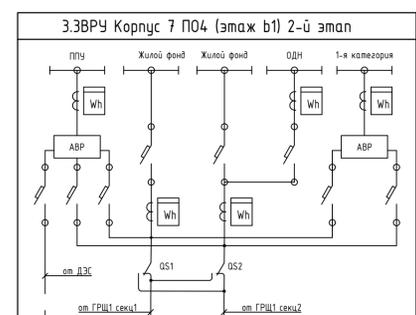 3.3ВРУ Корпус 7 ПО4 (этаж b1) 2-й этап
ППУ Жилой фонд Жилой фонд ОДН 1-я категория
Wh Wh
АВР АВР
Wh Wh
QS1 QS2
от ДЭС
от ГРЩ1 секц1 от ГРЩ1 секц2